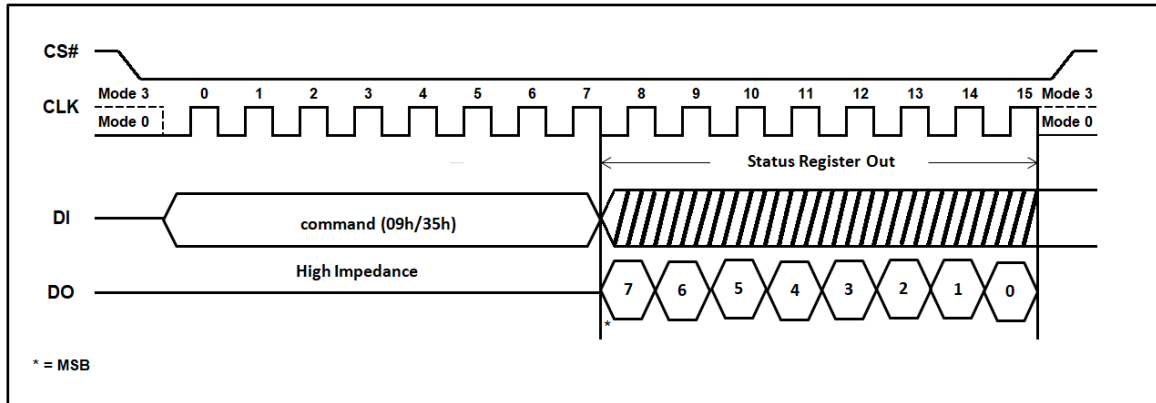 CS#
Mode 3 0 1 2 3 4 5 6 7 8 9 10 11 12 13 14 15 Mode 3
CLK
Mode 0 Mode 0
Status Register Out
DI command (09h/35h)
High Impedance
DO 7 6 5 4 3 2 1 0
*
* = MSB